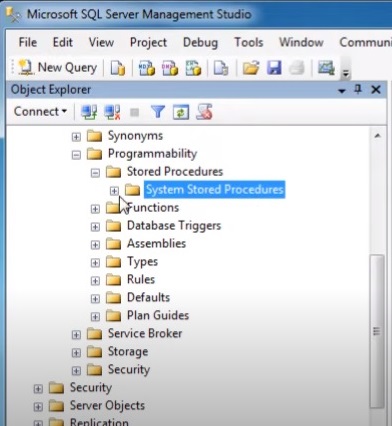 Microsoft SQL Server Management Studio
File Edit View Project Debug Tools Window Communi
New Query
Object Explorer
Connect
Synonyms
Programmability
Stored Procedures
System Stored Procedures
Functions
Database Triggers
Assemblies
Types
Rules
Defaults
Plan Guides
Service Broker
Storage
Security
Security
Server Objects
Replication